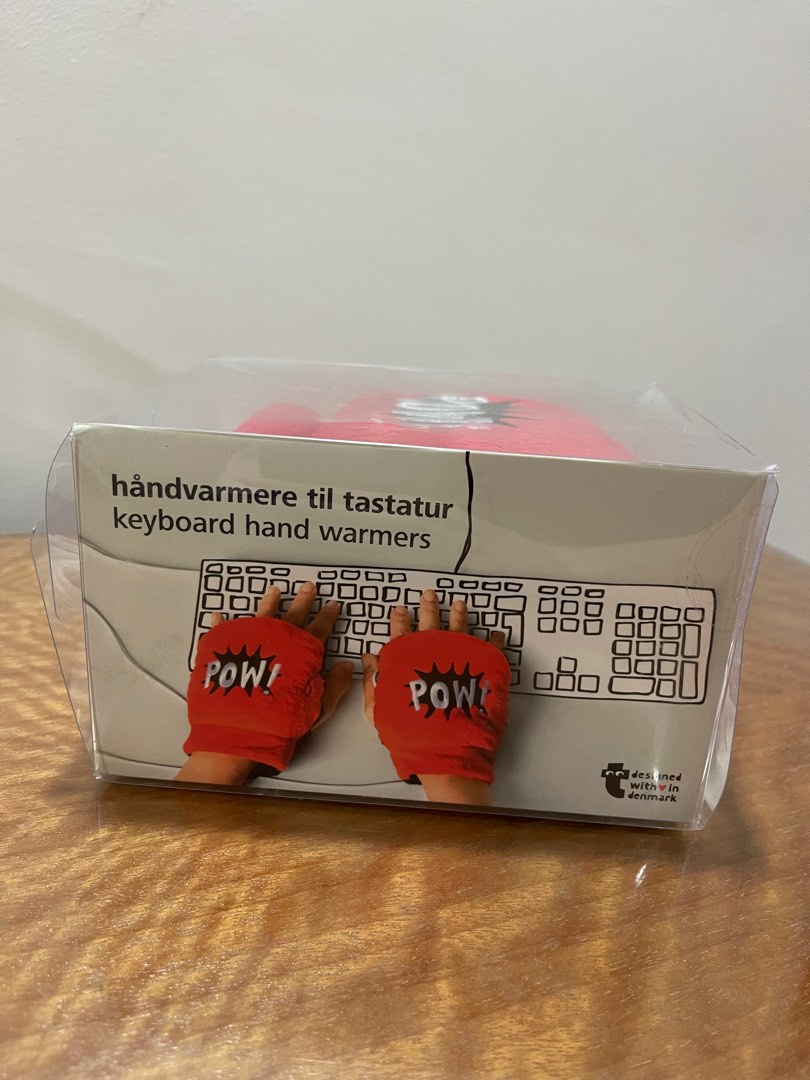 håndvarmere til tastatur
keyboard hand warmers
POW!
POW!
designed
with♥in
denmark